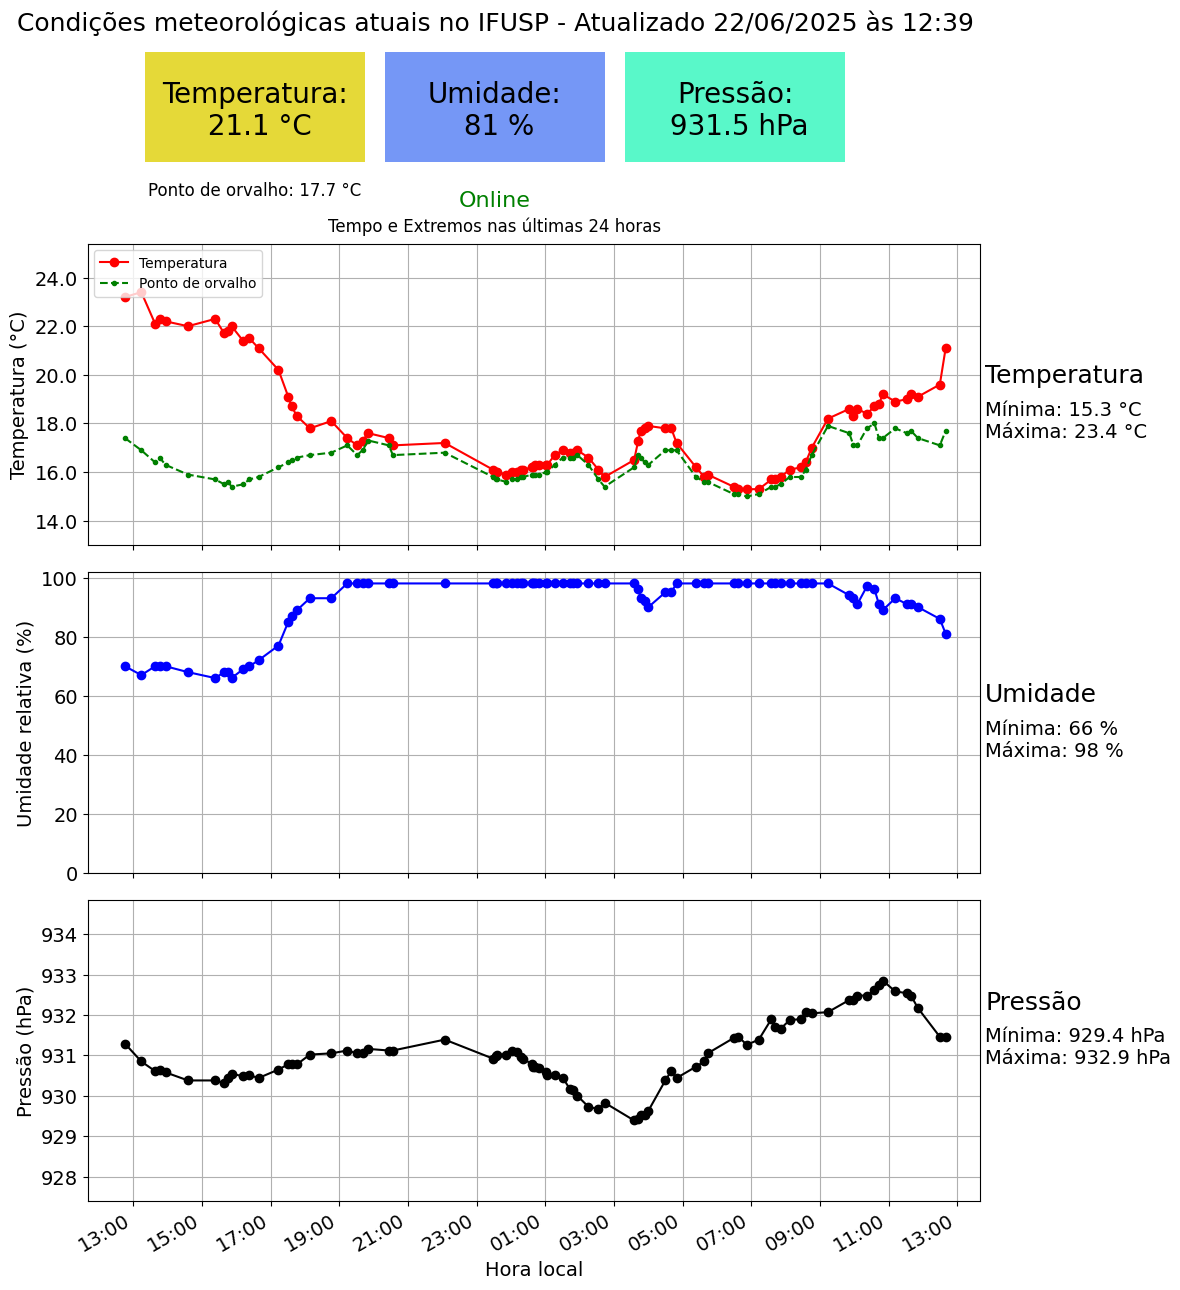 Condições meteorológicas atuais no IFUSP - Atualizado 22/06/2025 às 12:39
Temperatura:
21.1 °C
Umidade:
81 %
Pressão:
931.5 hPa
Ponto de orvalho: 17.7 °C
Online
Tempo e Extremos nas últimas 24 horas
Temperatura
Ponto de orvalho
24.0
22.0
20.0
18.0
16.0
14.0
Temperatura (°C)
Temperatura
Mínima: 15.3 °C
Máxima: 23.4 °C
100
80
60
40
20
0
Umidade relativa (%)
Umidade
Mínima: 66 %
Máxima: 98 %
934
933
932
931
930
929
928
Pressão (hPa)
Pressão
Mínima: 929.4 hPa
Máxima: 932.9 hPa
13:00
15:00
17:00
19:00
21:00
23:00
01:00
03:00
05:00
07:00
09:00
11:00
13:00
Hora local